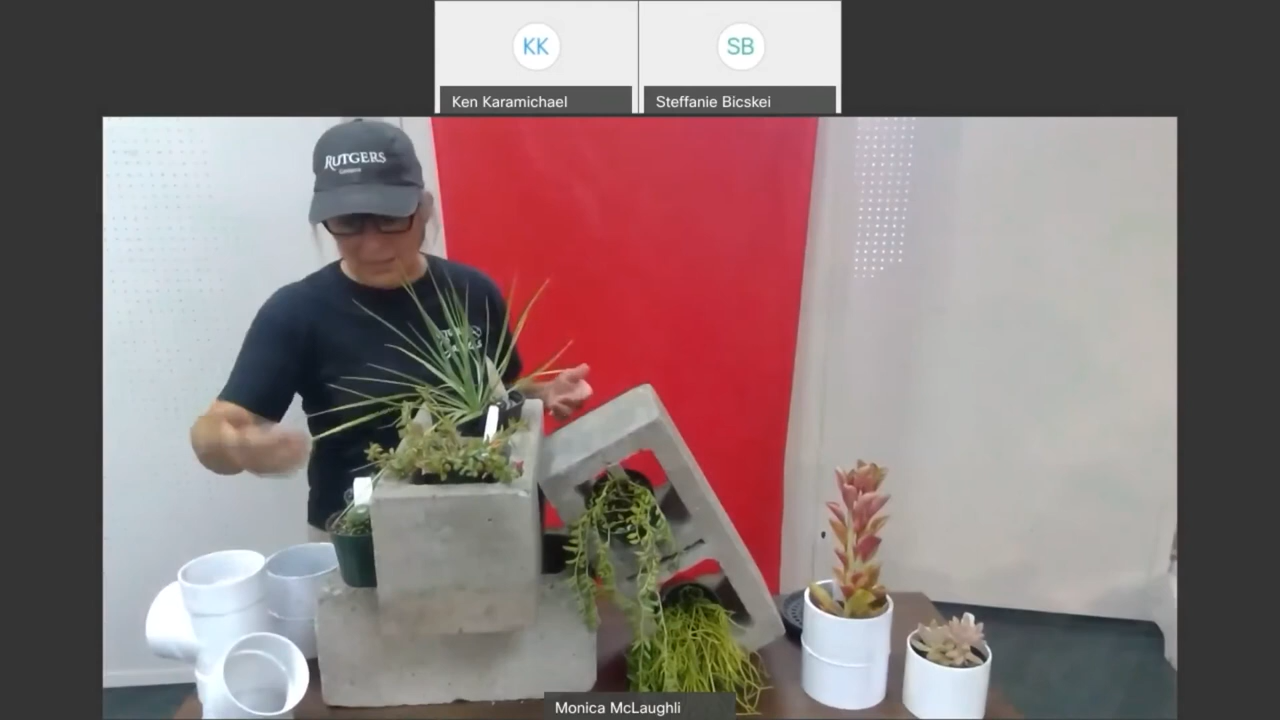 KK
SB
Ken Karamichael
Steffanie Bicskei
RUTGERS
Monica McLaughli